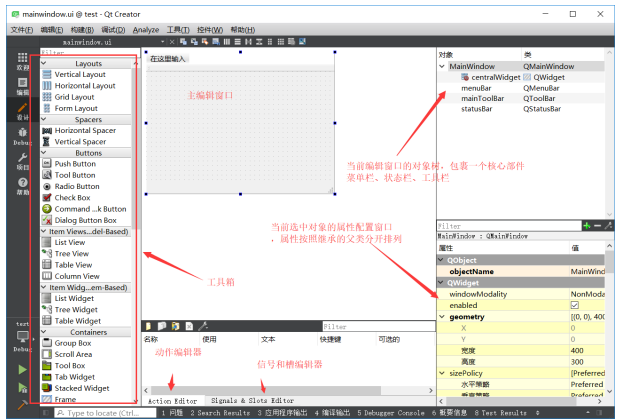 mainwindow.ui @ test - Qt Creator
文件(F) 编辑(E) 构建(B) 调试(D) Analyze 工具(T) 控件(W) 帮助(H)
mainwindow.ui
Filter
欢迎
编辑
设计
Debug
项目
帮助
test
Debug
Layouts
Vertical Layout
Horizontal Layout
Grid Layout
Form Layout
Spacers
Horizontal Spacer
Vertical Spacer
Buttons
Push Button
Tool Button
Radio Button
Check Box
Command ...k Button
Dialog Button Box
Item Views...del-Based)
List View
Tree View
Table View
Column View
Item Widg...em-Based)
List Widget
Tree Widget
Table Widget
Containers
Group Box
Scroll Area
Tool Box
Tab Widget
Stacked Widget
Frame
在这里输入
主编辑窗口
工具箱
当前编辑窗口的对象树，包裹一个核心部件
菜单栏、状态栏、工具栏
当前选中对象的属性配置窗口
，属性按照继承的父类分开排列
对象 类
MainWindow QMainWindow
centralWidget QWidget
menuBar QMenuBar
mainToolBar QToolBar
statusBar QStatusBar
Filter
MainWindow : QMainWindow
属性 值
QObject
objectName MainWind
QWidget
windowModality NonModa
enabled
geometry [(0, 0), 400
X 0
Y 0
宽度 400
高度 300
sizePolicy [Preferred
水平策略 Preferred
垂直策略 Preferred
Filter
名称 使用 文本 快捷键 可选的
动作编辑器
信号和槽编辑器
Action Editor Signals & Slots Editor
Type to locate (Ctrl... 1 问题 2 Search Results 3 应用程序输出 4 编译输出 5 Debugger Console 6 概要信息 8 Test Results